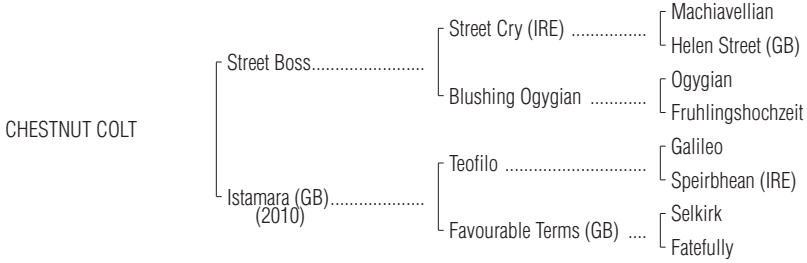 Machiavellian
Street Cry (IRE) ................
Helen Street (GB)
Street Boss........................
Ogygian
Blushing Ogygian ............
Fruhlingshochzeit
CHESTNUT COLT
Galileo
Teofilo ..............................
Speirbhean (IRE)
Istamara (GB)....................
(2010)
Selkirk
Favourable Terms (GB) ....
Fatefully